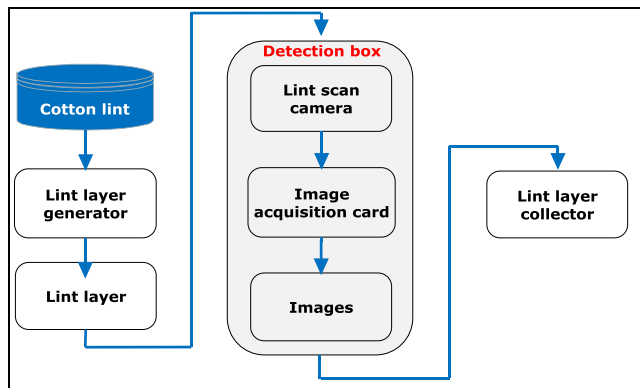 Cotton lint
Lint layer
generator
Lint layer
Detection box
Lint scan
camera
Image
acquisition card
Images
Lint layer
collector